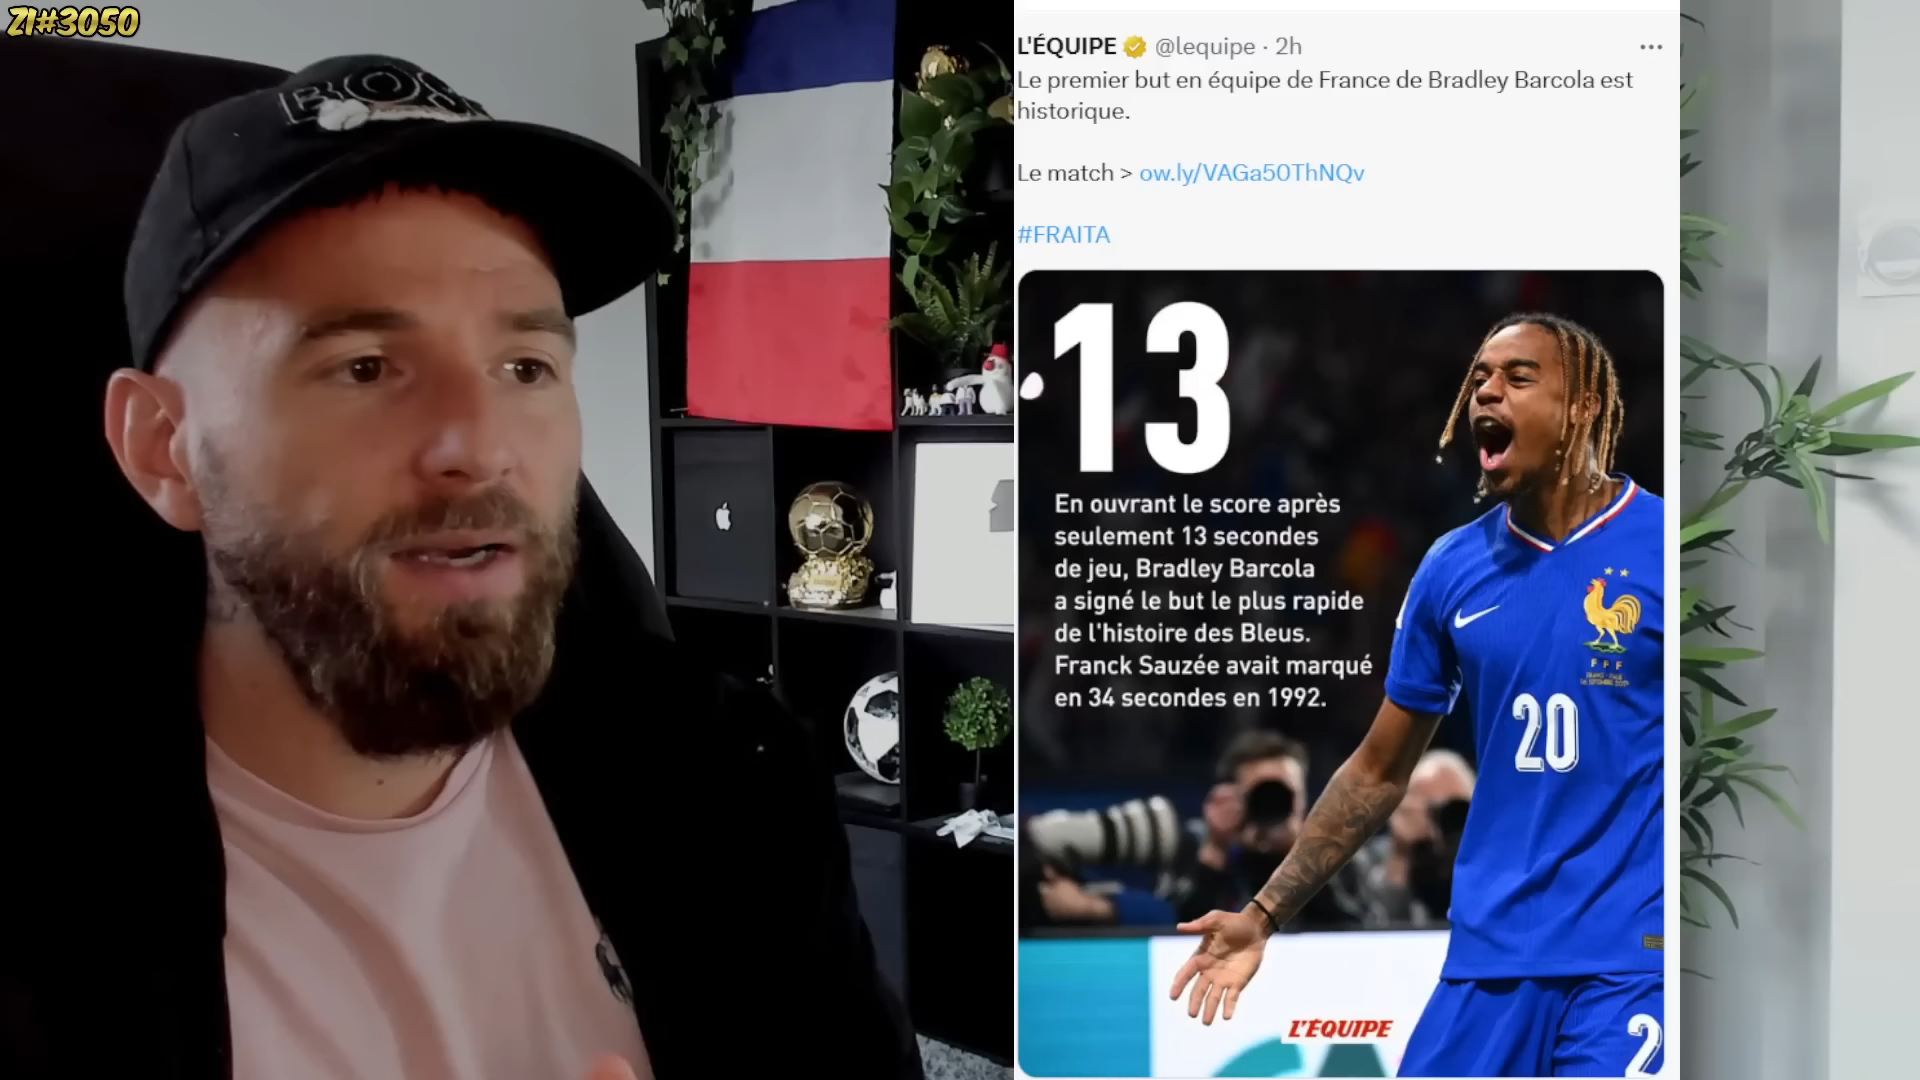 ZI#3050
L'ÉQUIPE @lequipe · 2h
Le premier but en équipe de France de Bradley Barcola est
historique.
Le match > ow.ly/VAGa50ThNQv
#FRAITA
13
En ouvrant le score après
seulement 13 secondes
de jeu, Bradley Barcola
a signé le but le plus rapide
de l'histoire des Bleus.
Franck Sauzée avait marqué
en 34 secondes en 1992.
FFF
20
2
L'ÉQUIPE